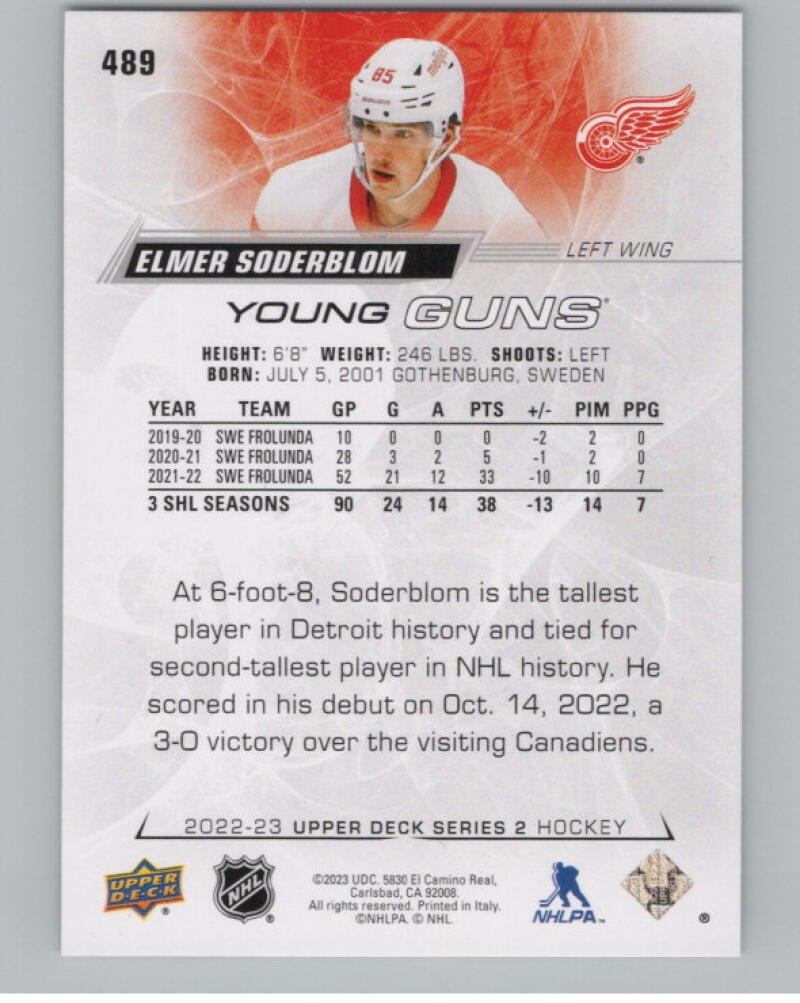 489
85
meijer
BAUER
ELMER SODERBLOM
LEFT WING
YOUNG GUNS
HEIGHT: 6'8" WEIGHT: 246 LBS. SHOOTS: LEFT
BORN: JULY 5, 2001 GOTHENBURG, SWEDEN
YEAR TEAM GP G A PTS +/- PIM PPG
2019-20 SWE FROLUNDA 10 0 0 0 -2 2 0
2020-21 SWE FROLUNDA 28 3 2 5 -1 2 0
2021-22 SWE FROLUNDA 52 21 12 33 -10 10 7
3 SHL SEASONS 90 24 14 38 -13 14 7
At 6-foot-8, Soderblom is the tallest
player in Detroit history and tied for
second-tallest player in NHL history. He
scored in his debut on Oct. 14, 2022, a
3-0 victory over the visiting Canadiens.
2022-23 UPPER DECK SERIES 2 HOCKEY
UPPER
D·E·C·K
®
NHL
®
©2023 UDC. 5830 El Camino Real,
Carlsbad, CA 92008.
All rights reserved. Printed in Italy.
©NHLPA. © NHL.
NHLPA™
®